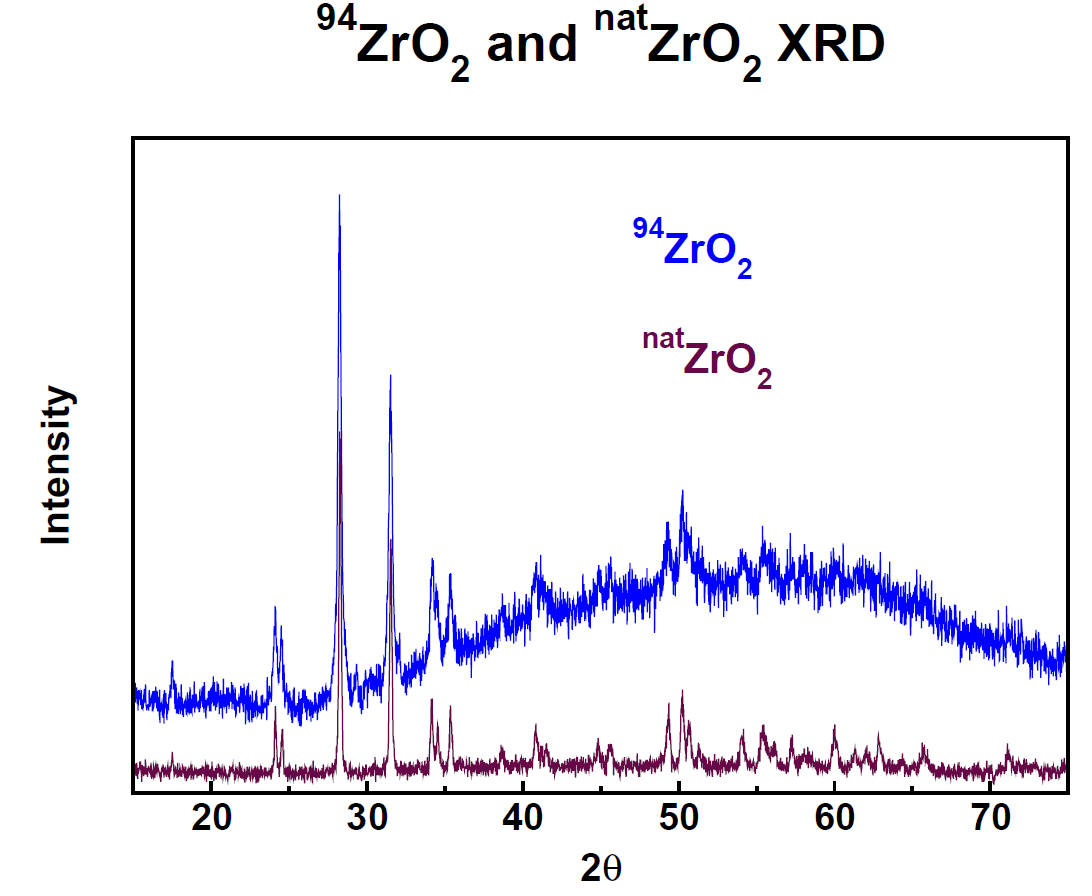 ⁹⁴ZrO₂ and ⁿᵃᵗZrO₂ XRD
⁹⁴ZrO₂
ⁿᵃᵗZrO₂
Intensity
20 30 40 50 60 70
2θ